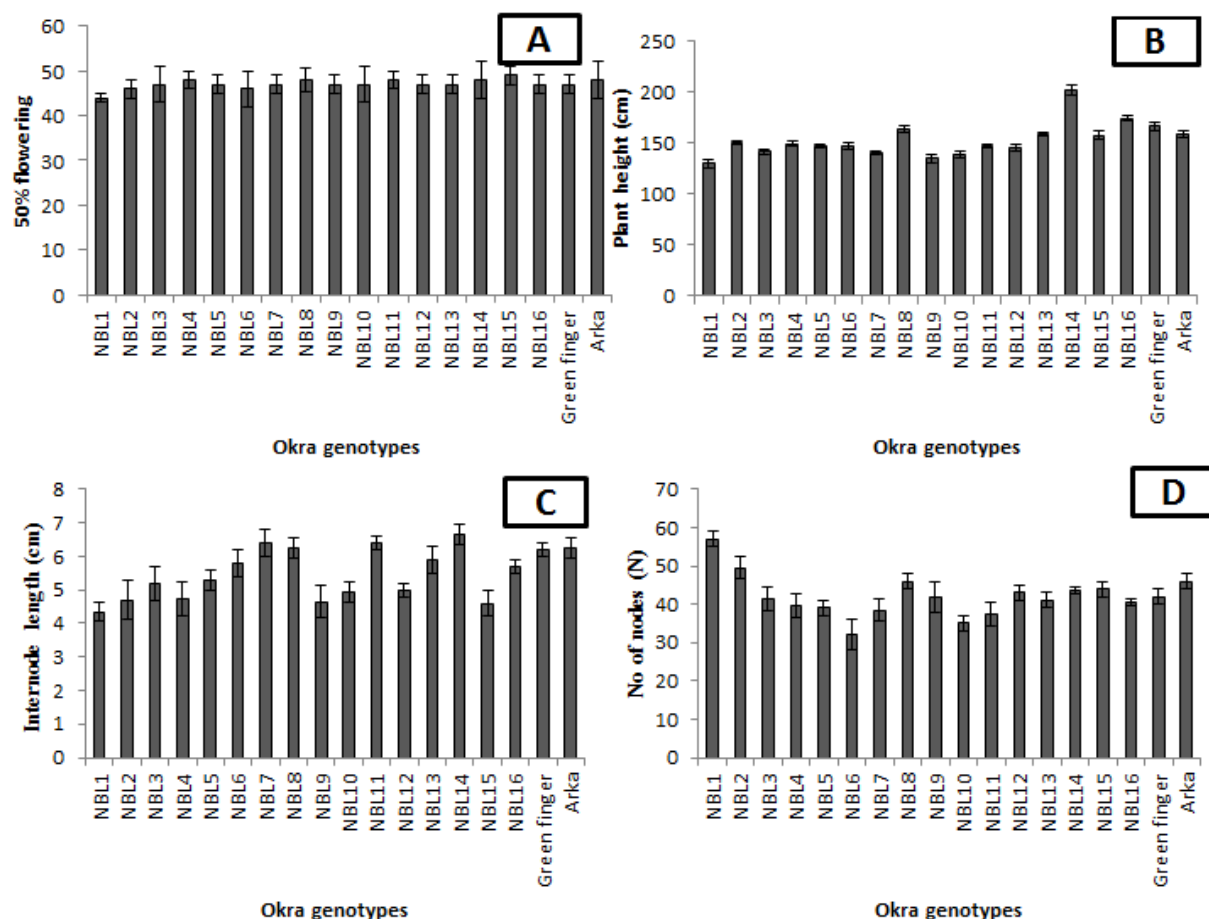 A
50% flowering
60
50
40
30
20
10
0
NBL1
NBL2
NBL3
NBL4
NBL5
NBL6
NBL7
NBL8
NBL9
NBL10
NBL11
NBL12
NBL13
NBL14
NBL15
NBL16
Green finger
Arka
Okra genotypes
B
Plant height (cm)
250
200
150
100
50
0
NBL1
NBL2
NBL3
NBL4
NBL5
NBL6
NBL7
NBL8
NBL9
NBL10
NBL11
NBL12
NBL13
NBL14
NBL15
NBL16
Green finger
Arka
Okra genotypes
C
Internode length (cm)
8
7
6
5
4
3
2
1
0
NBL1
NBL2
NBL3
NBL4
NBL5
NBL6
NBL7
NBL8
NBL9
NBL10
NBL11
NBL12
NBL13
NBL14
NBL15
NBL16
Green finger
Arka
Okra genotypes
D
No of nodes (N)
70
60
50
40
30
20
10
0
NBL1
NBL2
NBL3
NBL4
NBL5
NBL6
NBL7
NBL8
NBL9
NBL10
NBL11
NBL12
NBL13
NBL14
NBL15
NBL16
Green finger
Arka
Okra genotypes